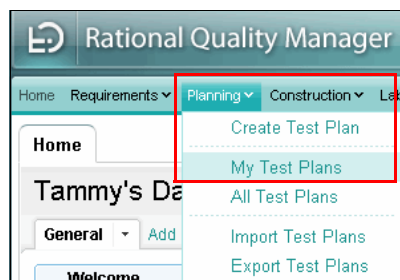 Rational Quality Manager
Home Requirements Planning Construction La
Create Test Plan
Home
My Test Plans
Tammy's Da
All Test Plans
General Add
Import Test Plans
Export Test Plans
Welcome